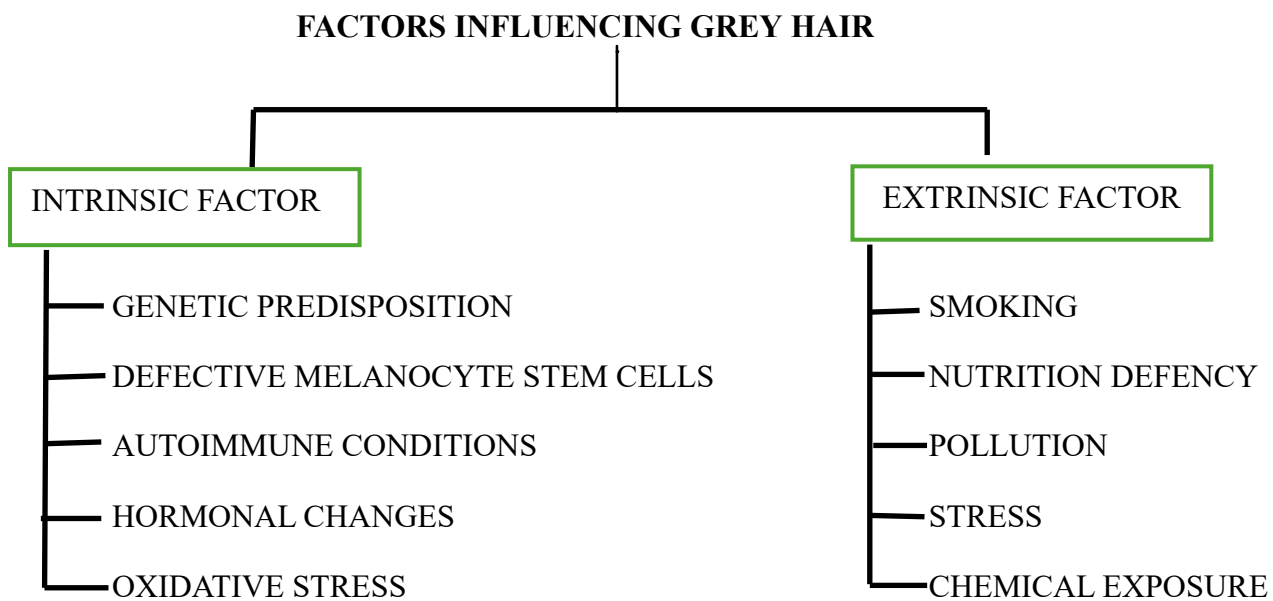 FACTORS INFLUENCING GREY HAIR
INTRINSIC FACTOR
GENETIC PREDISPOSITION
DEFECTIVE MELANOCYTE STEM CELLS
AUTOIMMUNE CONDITIONS
HORMONAL CHANGES
OXIDATIVE STRESS
EXTRINSIC FACTOR
SMOKING
NUTRITION DEFENCY
POLLUTION
STRESS
CHEMICAL EXPOSURE